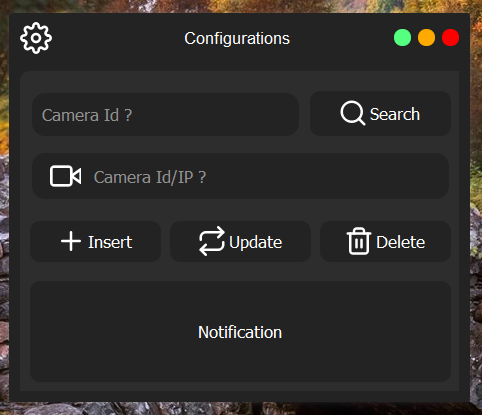 Configurations
Camera Id ?
Search
Camera Id/IP ?
Insert
Update
Delete
Notification